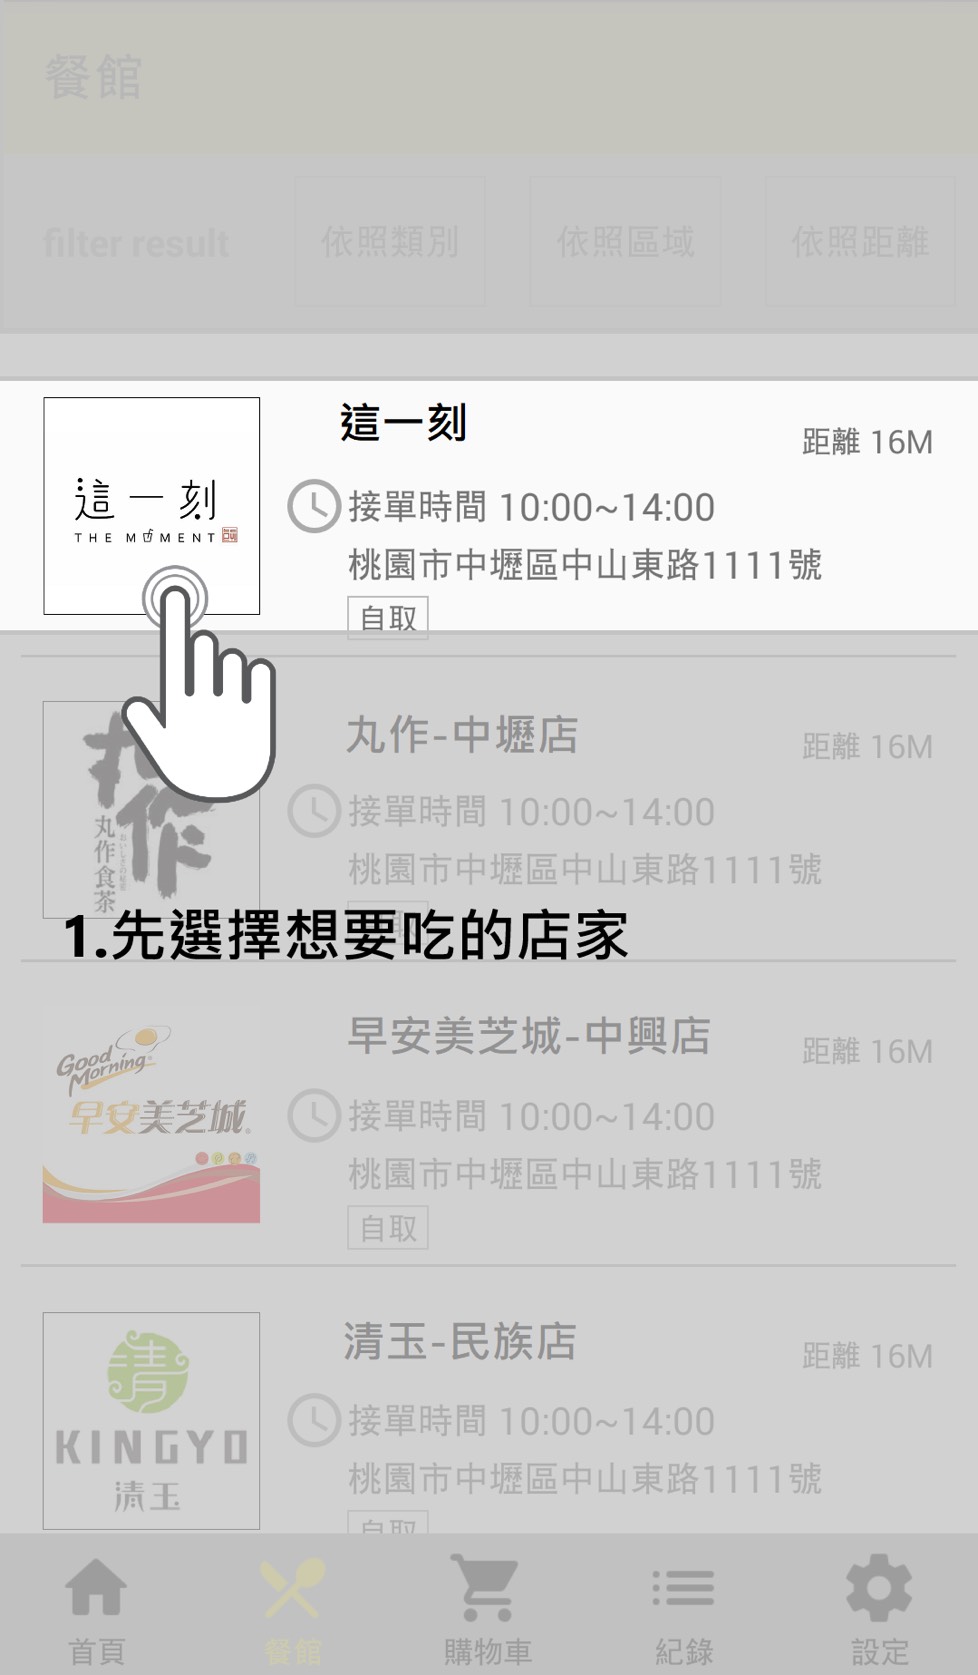 餐館
filter result 依照類別 依照區域 依照距離
這一刻
距離 16M
這一刻
THE MOMENT
接單時間 10:00~14:00
桃園市中壢區中山東路1111號
自取
丸作-中壢店
距離 16M
丸作食茶
接單時間 10:00~14:00
桃園市中壢區中山東路1111號
1.先選擇想要吃的店家
早安美芝城-中興店
距離 16M
Good Morning
早安美芝城
接單時間 10:00~14:00
桃園市中壢區中山東路1111號
自取
清玉-民族店
距離 16M
清
KINGYO
清玉
接單時間 10:00~14:00
桃園市中壢區中山東路1111號
自取
首頁 餐館 購物車 紀錄 設定